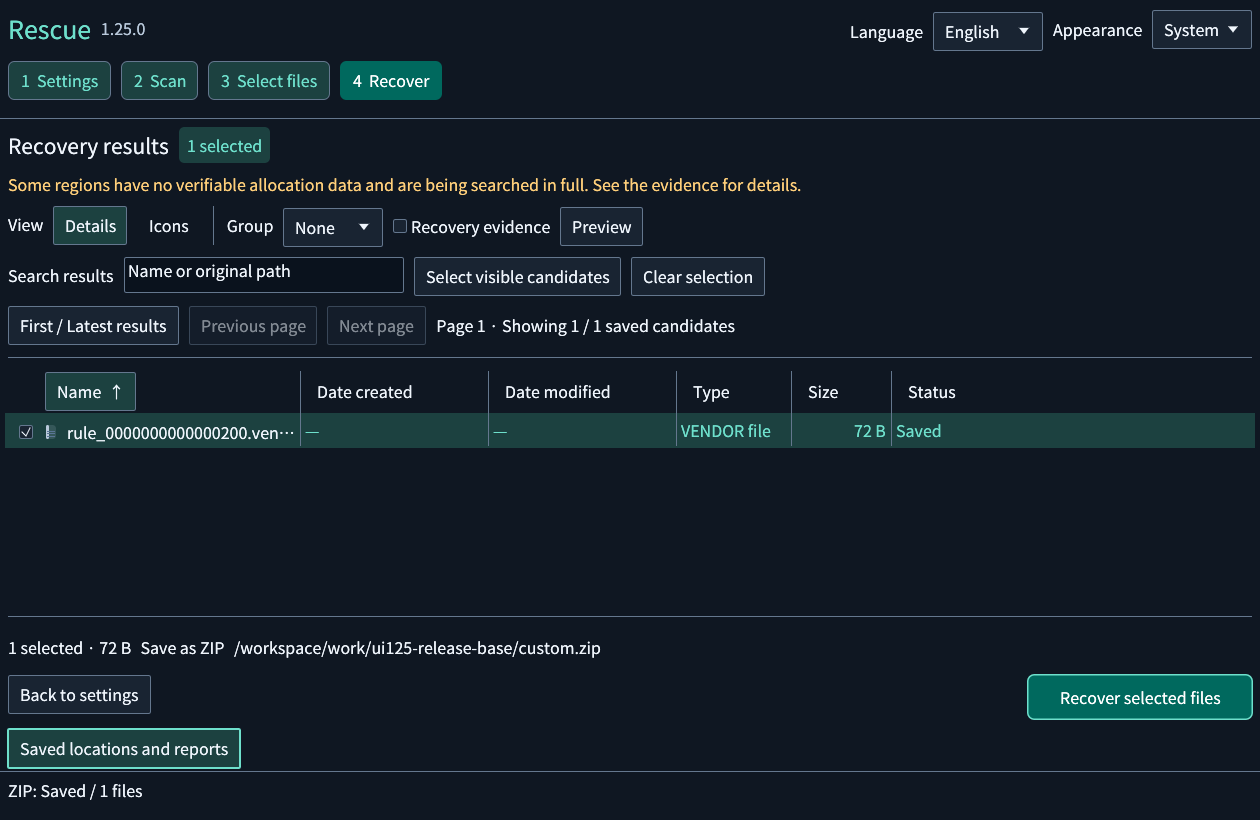 Rescue 1.25.0
Language English Appearance System
1 Settings 2 Scan 3 Select files 4 Recover
Recovery results 1 selected
Some regions have no verifiable allocation data and are being searched in full. See the evidence for details.
View Details Icons Group None Recovery evidence Preview
Search results Name or original path Select visible candidates Clear selection
First / Latest results Previous page Next page Page 1 · Showing 1 / 1 saved candidates
Name ↑ Date created Date modified Type Size Status
rule_0000000000000200.ven··· — — VENDOR file 72 B Saved
1 selected · 72 B Save as ZIP /workspace/work/ui125-release-base/custom.zip
Back to settings Recover selected files
Saved locations and reports
ZIP: Saved / 1 files